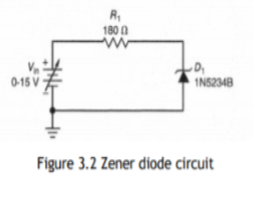 R₁
180 Ω
Vin
0-15 V
D₁
1N5234B
Figure 3.2 Zener diode circuit